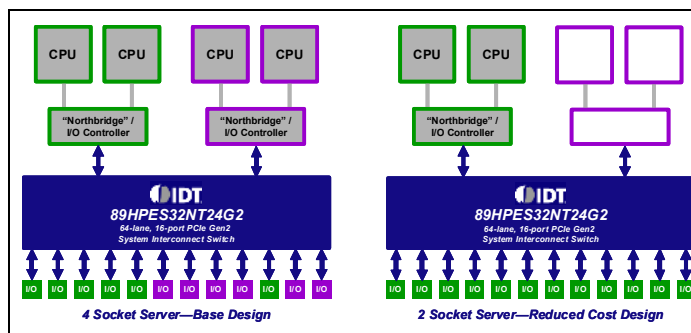 CPU CPU CPU CPU
"Northbridge" / I/O Controller
"Northbridge" / I/O Controller
IDT
89HPES32NT24G2
64-lane, 16-port PCIe Gen2
System Interconnect Switch
I/O I/O I/O I/O I/O I/O I/O I/O I/O I/O I/O I/O
4 Socket Server—Base Design
CPU CPU
"Northbridge" / I/O Controller
IDT
89HPES32NT24G2
64-lane, 16-port PCIe Gen2
System Interconnect Switch
I/O I/O I/O I/O I/O I/O I/O I/O I/O I/O I/O I/O
2 Socket Server—Reduced Cost Design